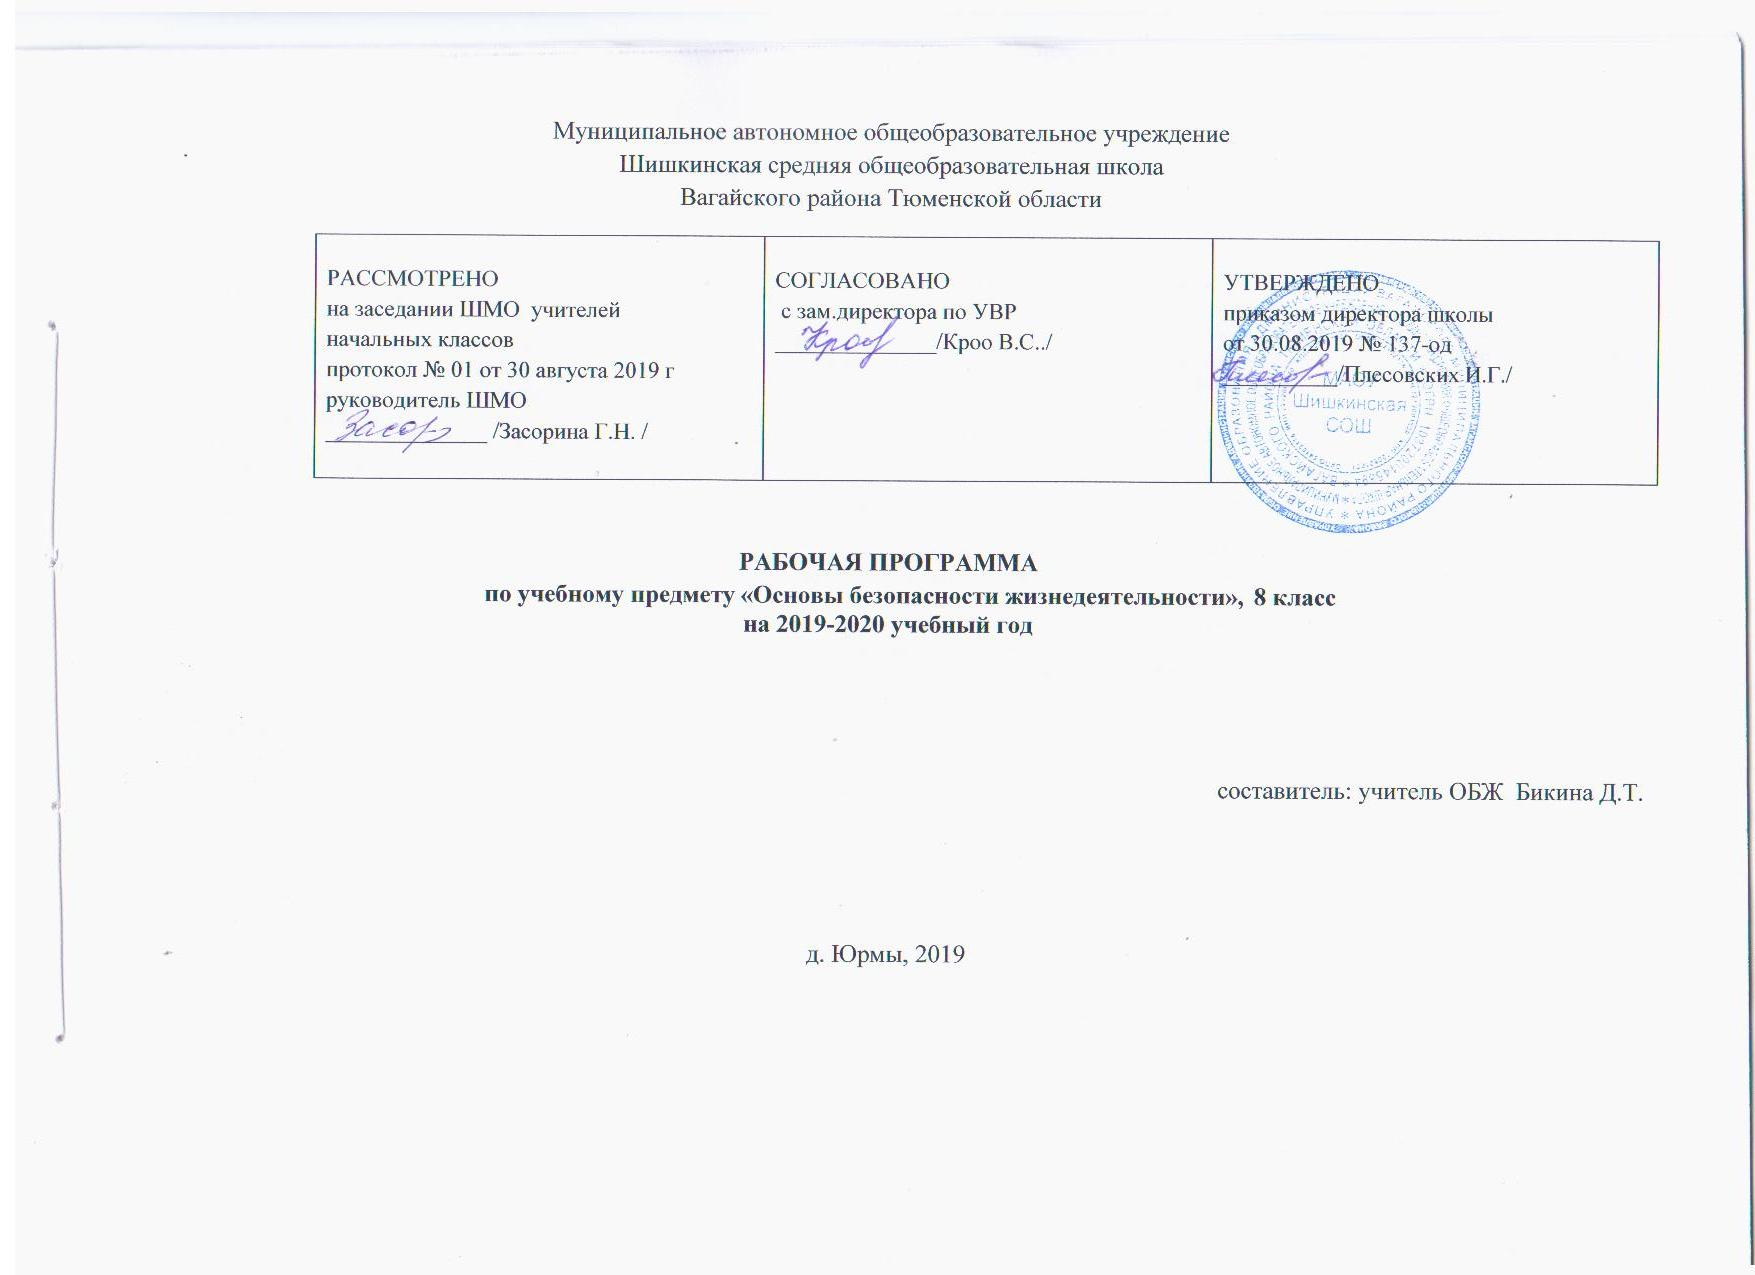 Муниципальное автономное общеобразовательное учреждение
Шишкинская средняя общеобразовательная школа
Вагайского района Тюменской области
РАССМОТРЕНО
на заседании ШМО учителей
начальных классов
протокол № 01 от 30 августа 2019 г
руководитель ШМО
Засор /Засорина Г.Н. /
СОГЛАСОВАНО
с зам.директора по УВР
Кроо /Кроо В.С../
УТВЕРЖДЕНО
приказом директора школы
от 30.08.2019 № 137-од
/Плесовских И.Г./
МАОУ
Шишкинская
СОШ
РАБОЧАЯ ПРОГРАММА
по учебному предмету «Основы безопасности жизнедеятельности», 8 класс
на 2019-2020 учебный год
составитель: учитель ОБЖ Бикина Д.Т.
д. Юрмы, 2019